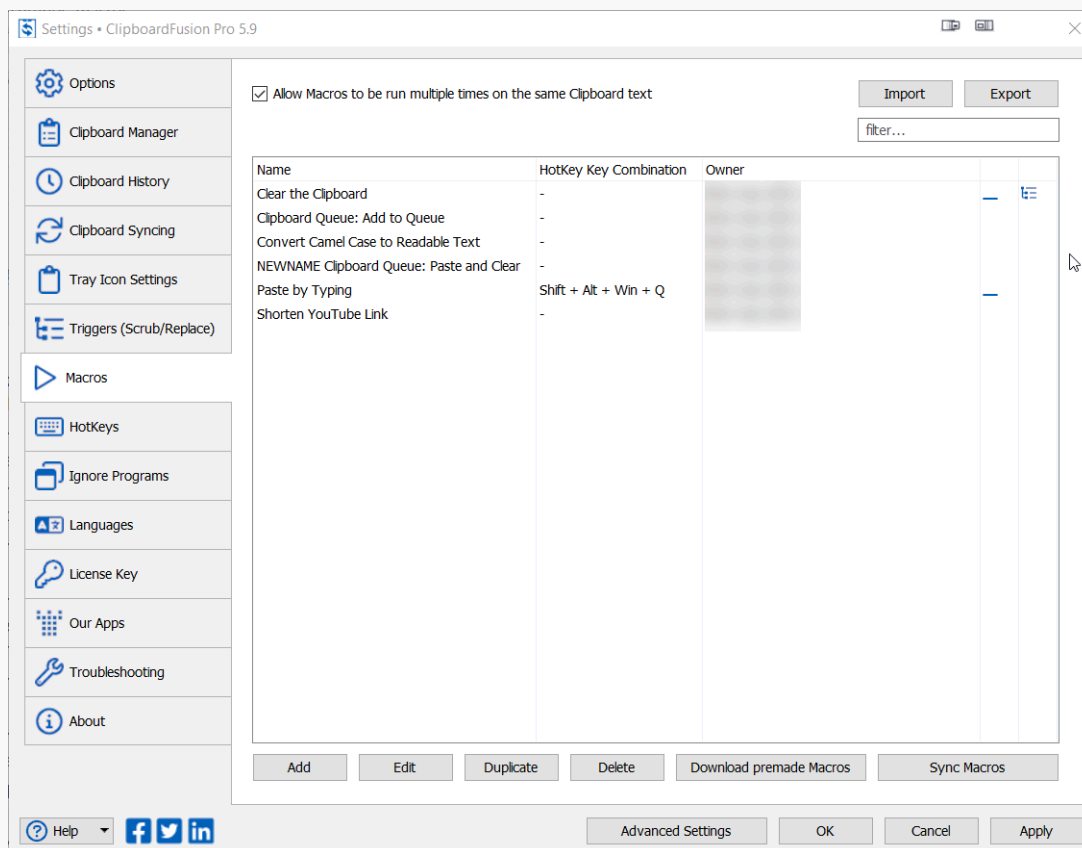 Settings • ClipboardFusion Pro 5.9
Options
Clipboard Manager
Clipboard History
Clipboard Syncing
Tray Icon Settings
Triggers (Scrub/Replace)
Macros
HotKeys
Ignore Programs
Languages
License Key
Our Apps
Troubleshooting
About
Allow Macros to be run multiple times on the same Clipboard text
Import Export
filter...
Name HotKey Key Combination Owner
Clear the Clipboard -
Clipboard Queue: Add to Queue -
Convert Camel Case to Readable Text -
NEWNAME Clipboard Queue: Paste and Clear -
Paste by Typing Shift + Alt + Win + Q
Shorten YouTube Link -
Add Edit Duplicate Delete Download premade Macros Sync Macros
Help Advanced Settings OK Cancel Apply